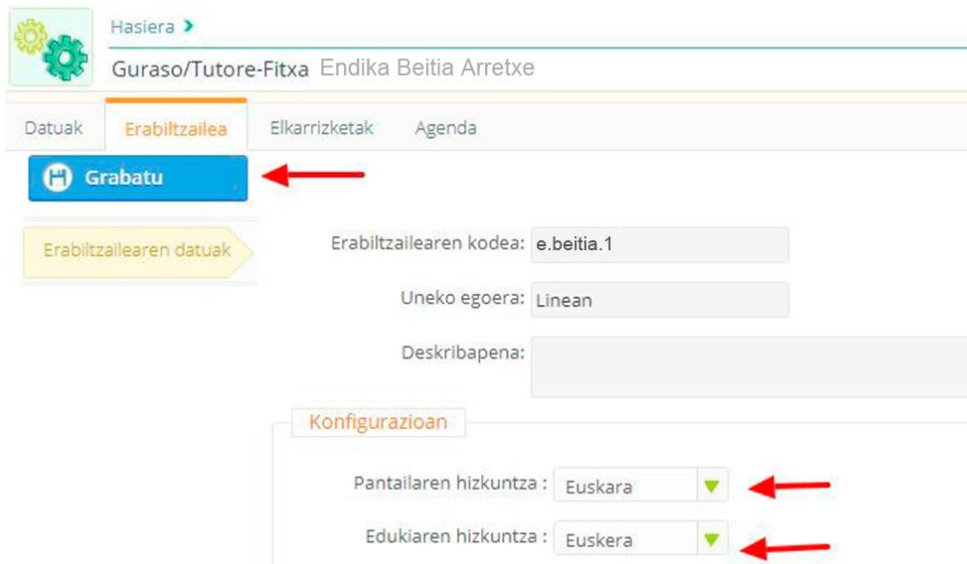 Hasiera >
Guraso/Tutore-Fitxa Endika Beitia Arretxe
Datuak Erabiltzailea Elkarrizketak Agenda
Grabatu
Erabiltzailearen datuak
Erabiltzailearen kodea: e.beitia.1
Uneko egoera: Linean
Deskribapena:
Konfigurazioan
Pantailaren hizkuntza : Euskara
Edukiaren hizkuntza : Euskera